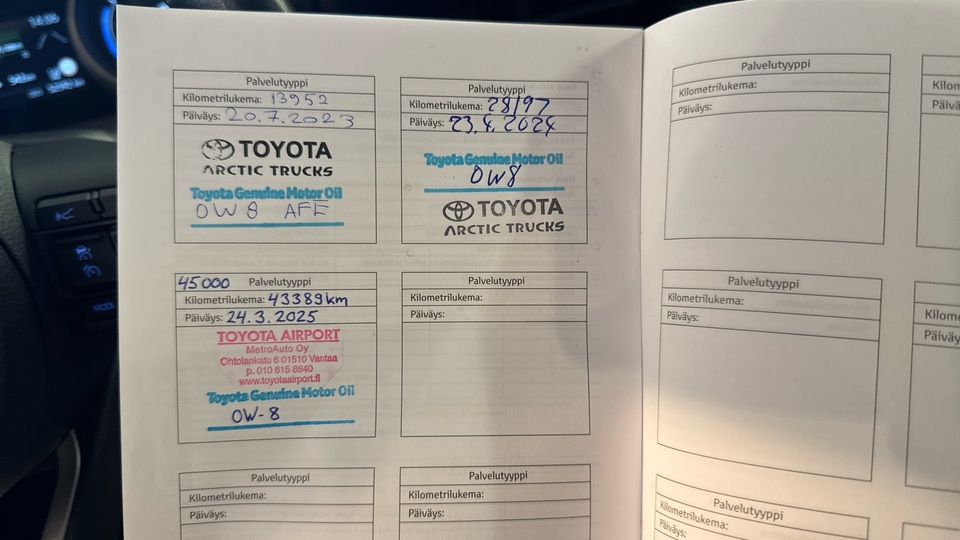 Palvelutyyppi
Kilometrilukema: 13952
Päiväys: 20.7.2023
TOYOTA
ARCTIC TRUCKS
Toyota Genuine Motor Oil
0W8 AFE
Palvelutyyppi
Kilometrilukema: 28197
Päiväys: 23.4.2024
Toyota Genuine Motor Oil
0W8
TOYOTA
ARCTIC TRUCKS
45000 Palvelutyyppi
Kilometrilukema: 43389km
Päiväys: 24.3.2025
TOYOTA AIRPORT
MetroAuto Oy
Ohtolankatu 6 01510 Vantaa
p. 010 615 8640
www.toyotaairport.fi
Toyota Genuine Motor Oil
0W-8
Palvelutyyppi
Kilometrilukema:
Päiväys:
Palvelutyyppi
Kilometrilukema:
Päiväys:
Palvelutyyppi
Kilometrilukema:
Päiväys:
Palvelutyyppi
Kilometrilukema:
Päiväys:
Palvelutyyppi
Kilometrilukema:
Päiväys:
Palvelutyyppi
Kilometrilukema:
Päiväys: